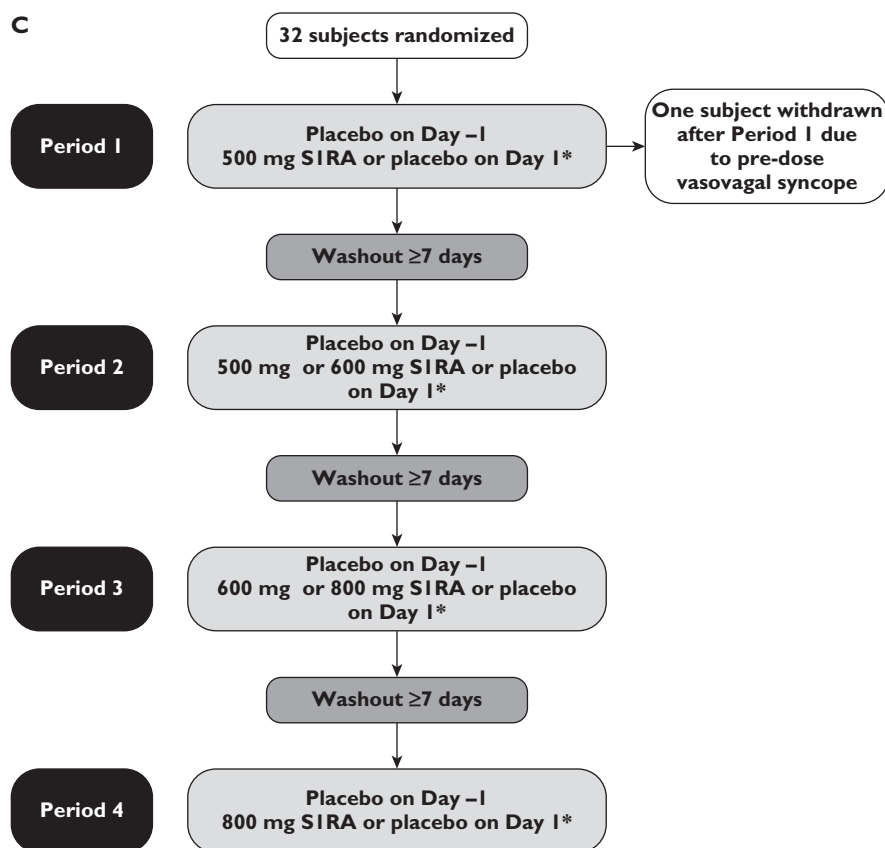 C
32 subjects randomized
Period 1
Placebo on Day –1
500 mg S1RA or placebo on Day 1*
One subject withdrawn
after Period 1 due
to pre-dose
vasovagal syncope
Washout ≥7 days
Period 2
Placebo on Day –1
500 mg or 600 mg S1RA or placebo
on Day 1*
Washout ≥7 days
Period 3
Placebo on Day –1
600 mg or 800 mg S1RA or placebo
on Day 1*
Washout ≥7 days
Period 4
Placebo on Day –1
800 mg S1RA or placebo on Day 1*